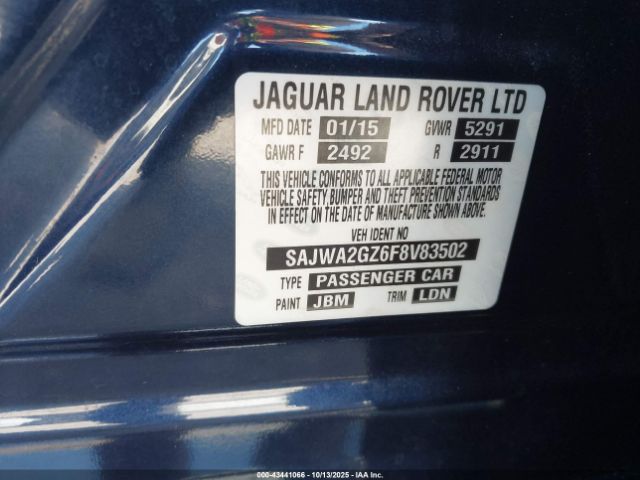 JAGUAR LAND ROVER LTD
MFD DATE 01/15 GVWR 5291
GAWR F 2492 R 2911
THIS VEHICLE CONFORMS TO ALL APPLICABLE FEDERAL MOTOR
VEHICLE SAFETY, BUMPER AND THEFT PREVENTION STANDARDS
IN EFFECT ON THE DATE OF MANUFACTURE SHOWN ABOVE.
VEH IDENT NO
SAJWA2GZ6F8V83502
TYPE PASSENGER CAR
PAINT JBM TRIM LDN
000-43441066 - 10/13/2025 - IAA Inc.